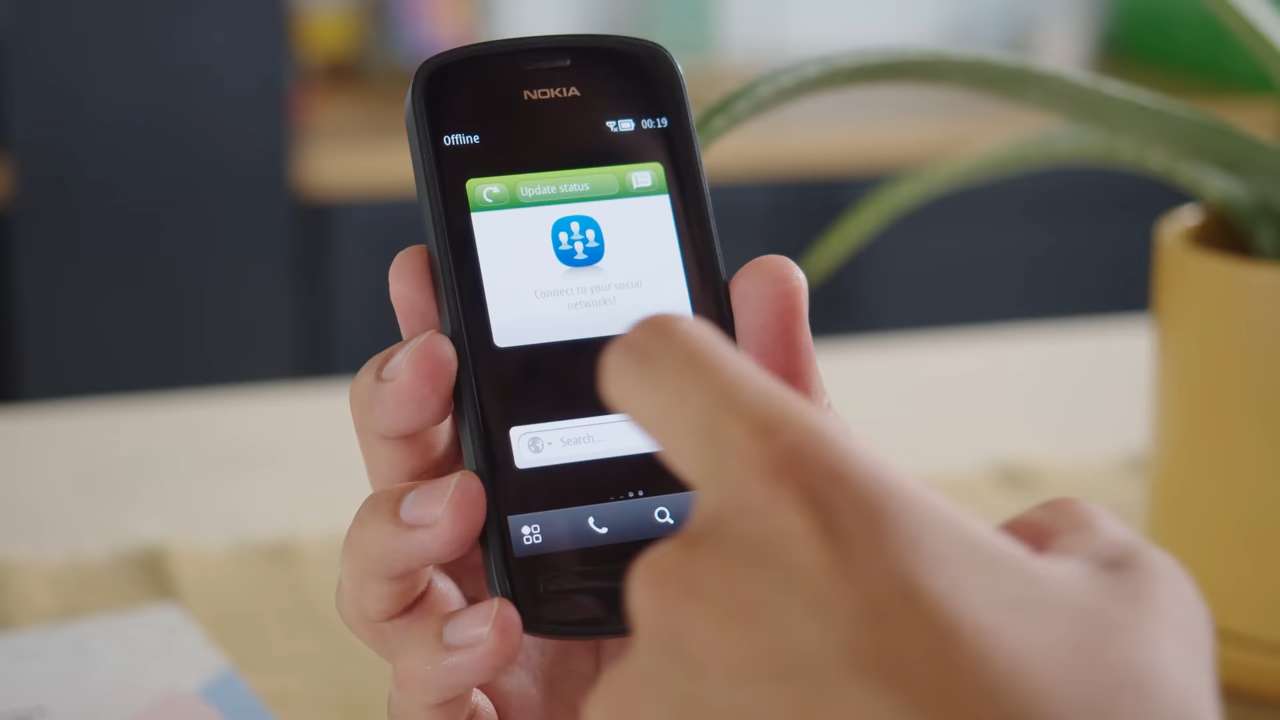 NOKIA
Offline
00:19
Update status
Connect to your social
networks!
Search...